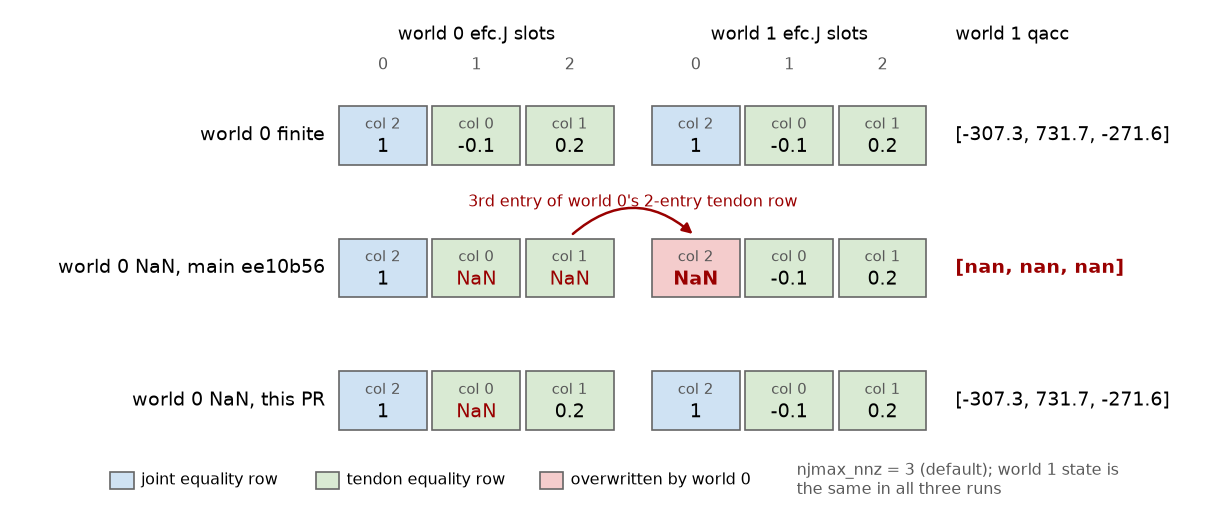 world 0 efc.J slots world 1 efc.J slots world 1 qacc
0 1 2 0 1 2
world 0 finite
col 2 col 0 col 1 col 2 col 0 col 1
1 -0.1 0.2 1 -0.1 0.2
[-307.3, 731.7, -271.6]
3rd entry of world 0's 2-entry tendon row
world 0 NaN, main ee10b56
col 2 col 0 col 1 col 2 col 0 col 1
1 NaN NaN NaN -0.1 0.2
[nan, nan, nan]
world 0 NaN, this PR
col 2 col 0 col 1 col 2 col 0 col 1
1 NaN 0.2 1 -0.1 0.2
[-307.3, 731.7, -271.6]
joint equality row tendon equality row overwritten by world 0
njmax_nnz = 3 (default); world 1 state is
the same in all three runs